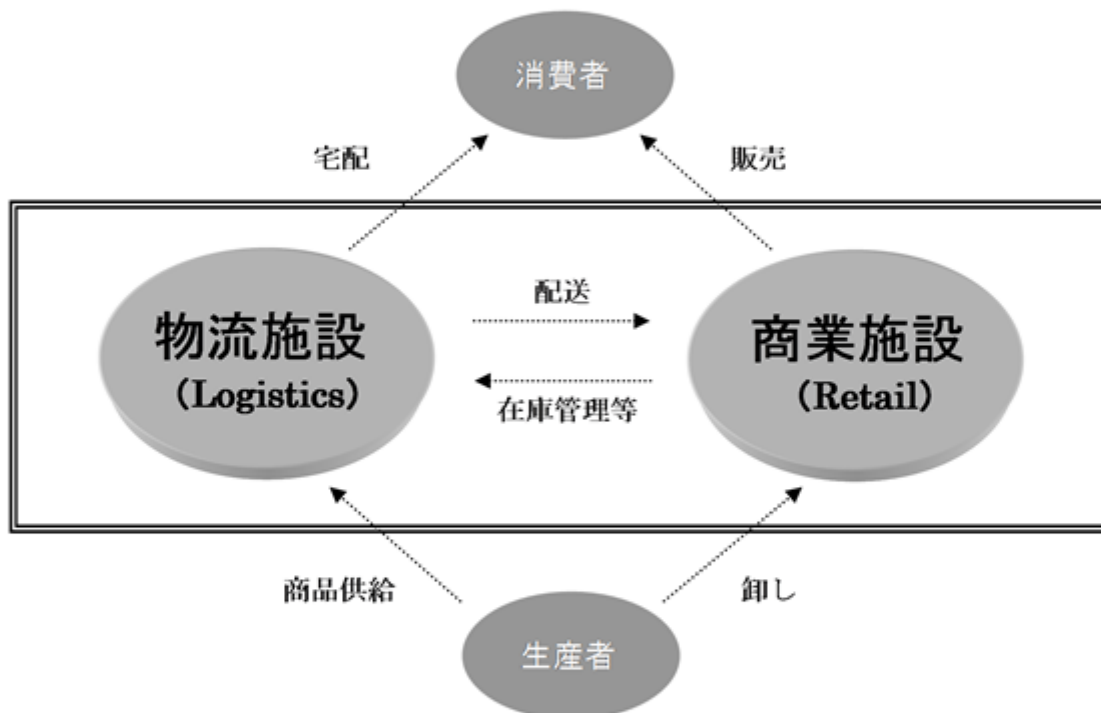 消費者
宅配
販売
配送
物流施設
(Logistics)
商業施設
(Retail)
在庫管理等
商品供給
卸し
生産者